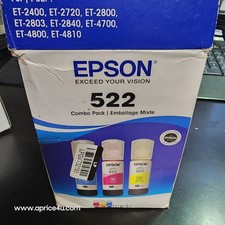 ET-2400, ET-2720, ET-2800,
ET-2803, ET-2840, ET-4700,
ET-4800, ET-4810
EPSON
EXCEED YOUR VISION
522
Combo Pack | Emballage Mixte
www.aprice4u.com